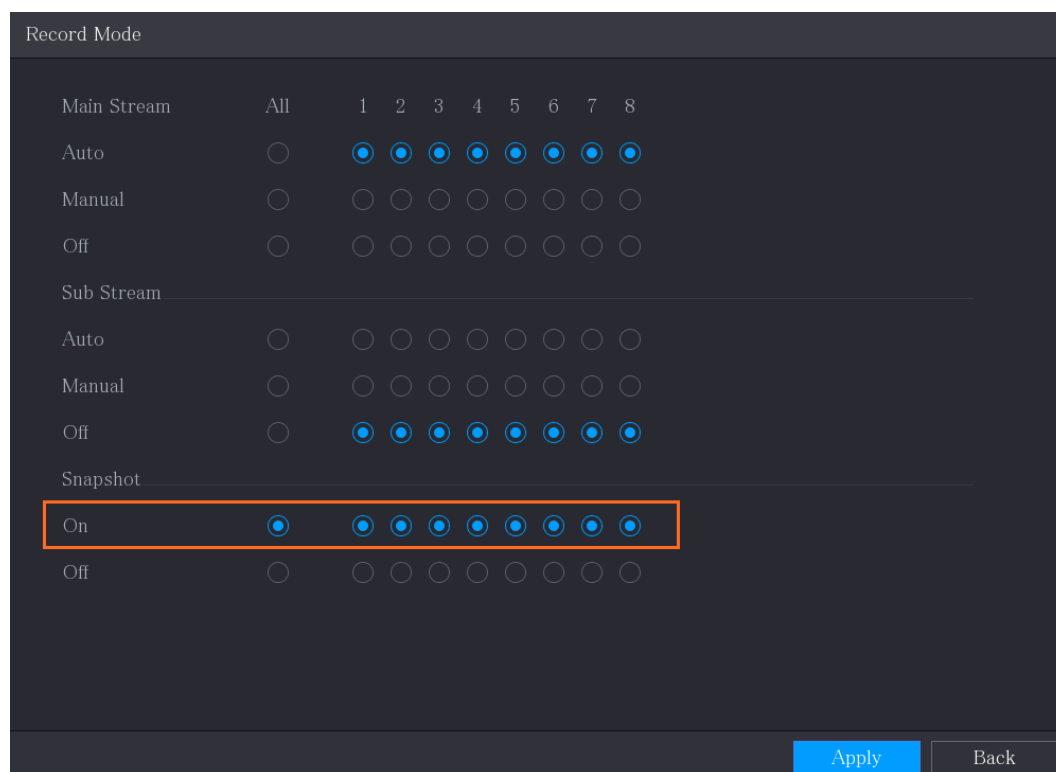 Record Mode
Main Stream All 1 2 3 4 5 6 7 8
Auto
Manual
Off
Sub Stream
Auto
Manual
Off
Snapshot
On
Off
Apply Back